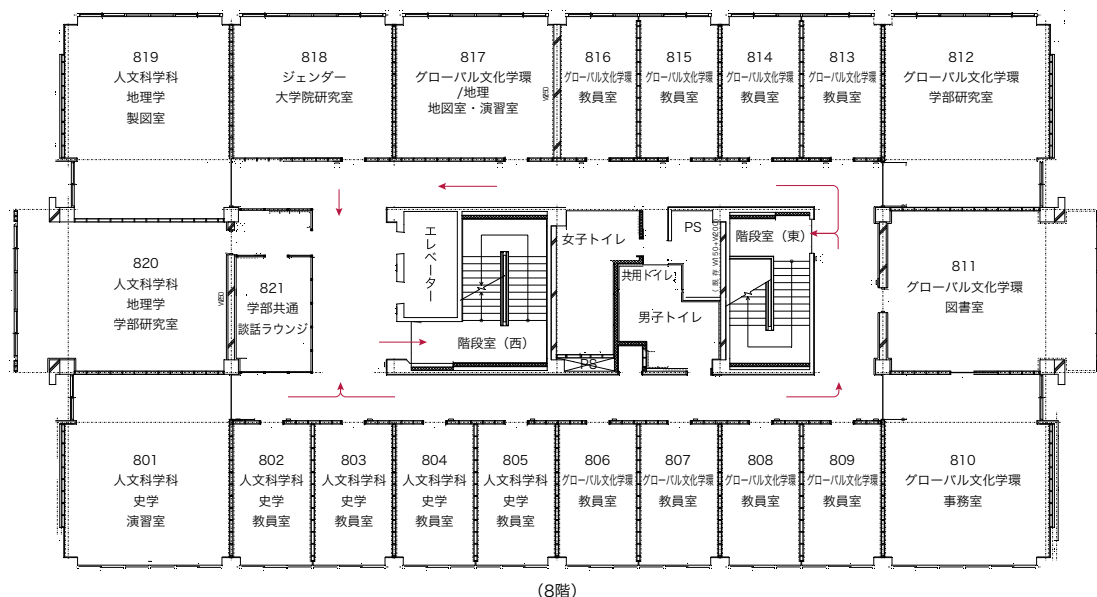 819
人文科学科
地理学
製図室
818
ジェンダー
大学院研究室
817
グローバル文化学環
/地理
地図室・演習室
816
グローバル文化学環
教員室
815
グローバル文化学環
教員室
814
グローバル文化学環
教員室
813
グローバル文化学環
教員室
812
グローバル文化学環
学部研究室
820
人文科学科
地理学
学部研究室
821
学部共通
談話ラウンジ
エレベーター
階段室（西）
女子トイレ
PS
共用トイレ
男子トイレ
PS
階段室（東）
811
グローバル文化学環
図書室
801
人文科学科
史学
演習室
802
人文科学科
史学
教員室
803
人文科学科
史学
教員室
804
人文科学科
史学
教員室
805
人文科学科
史学
教員室
806
グローバル文化学環
教員室
807
グローバル文化学環
教員室
808
グローバル文化学環
教員室
809
グローバル文化学環
教員室
810
グローバル文化学環
事務室
（8階）